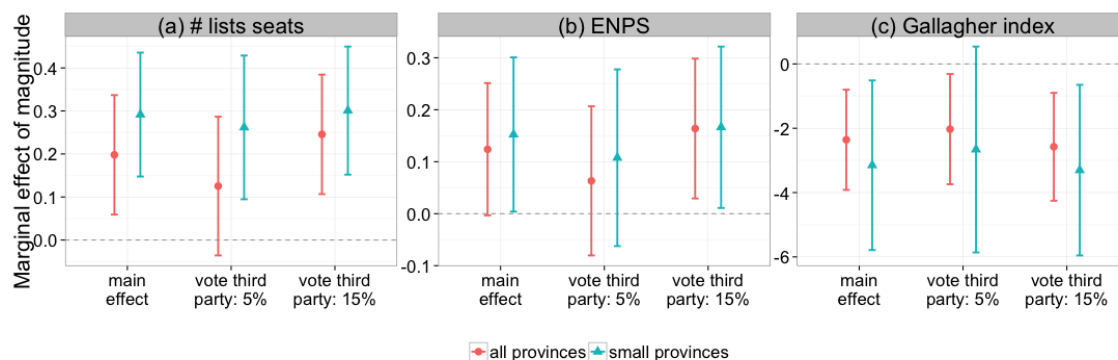 (a) # lists seats
(b) ENPS
(c) Gallagher index
Marginal effect of magnitude
0.4
0.3
0.2
0.1
0.0
main effect
vote third party: 5%
vote third party: 15%
0.3
0.2
0.1
0.0
-0.1
main effect
vote third party: 5%
vote third party: 15%
0
-2
-4
-6
main effect
vote third party: 5%
vote third party: 15%
all provinces small provinces